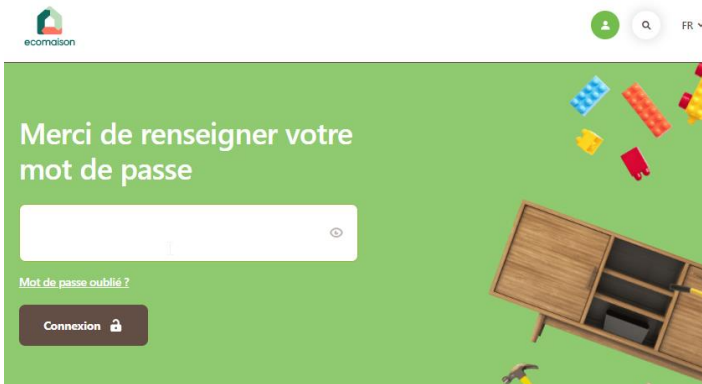 ecomaison
FR
Merci de renseigner votre
mot de passe
Mot de passe oublié ?
Connexion